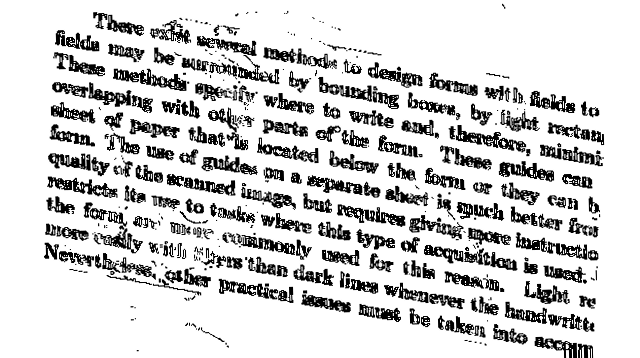 There exist several methods to design forms with fields to
fields may be surrounded by bounding boxes, by light rectan
These methods specify where to write and, therefore, minimi
overlapping with other parts of the form. These guides can
sheet of paper that is located below the form or they can b
form. The use of guides on a separate sheet is much better from
quality of the scanned image, but requires giving more instructio
restricts its use to tasks where this type of acquisition is used.
the form are more commonly used for this reason. Light re
more easily with filters than dark lines whenever the handwritte
Nevertheless, other practical issues must be taken into accoun